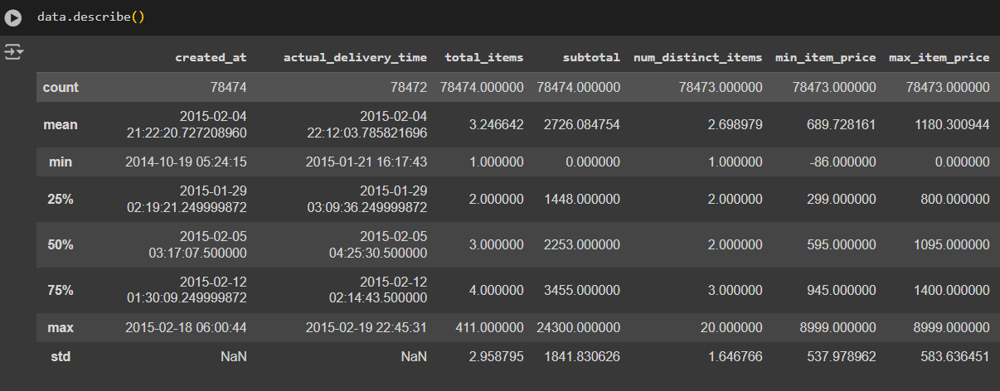 data.describe()
created_at actual_delivery_time total_items subtotal num_distinct_items min_item_price max_item_price
count 78474 78472 78474.000000 78474.000000 78473.000000 78473.000000 78473.000000
mean 2015-02-04 21:22:20.727208960 2015-02-04 22:12:03.785821696 3.246642 2726.084754 2.698979 689.728161 1180.300944
min 2014-10-19 05:24:15 2015-01-21 16:17:43 1.000000 0.000000 1.000000 -86.000000 0.000000
25% 2015-01-29 02:19:21.249999872 2015-01-29 03:09:36.249999872 2.000000 1448.000000 2.000000 299.000000 800.000000
50% 2015-02-05 03:17:07.500000 2015-02-05 04:25:30.500000 3.000000 2253.000000 2.000000 595.000000 1095.000000
75% 2015-02-12 01:30:09.249999872 2015-02-12 02:14:43.500000 4.000000 3455.000000 3.000000 945.000000 1400.000000
max 2015-02-18 06:00:44 2015-02-19 22:45:31 411.000000 24300.000000 20.000000 8999.000000 8999.000000
std NaN NaN 2.958795 1841.830626 1.646766 537.978962 583.636451